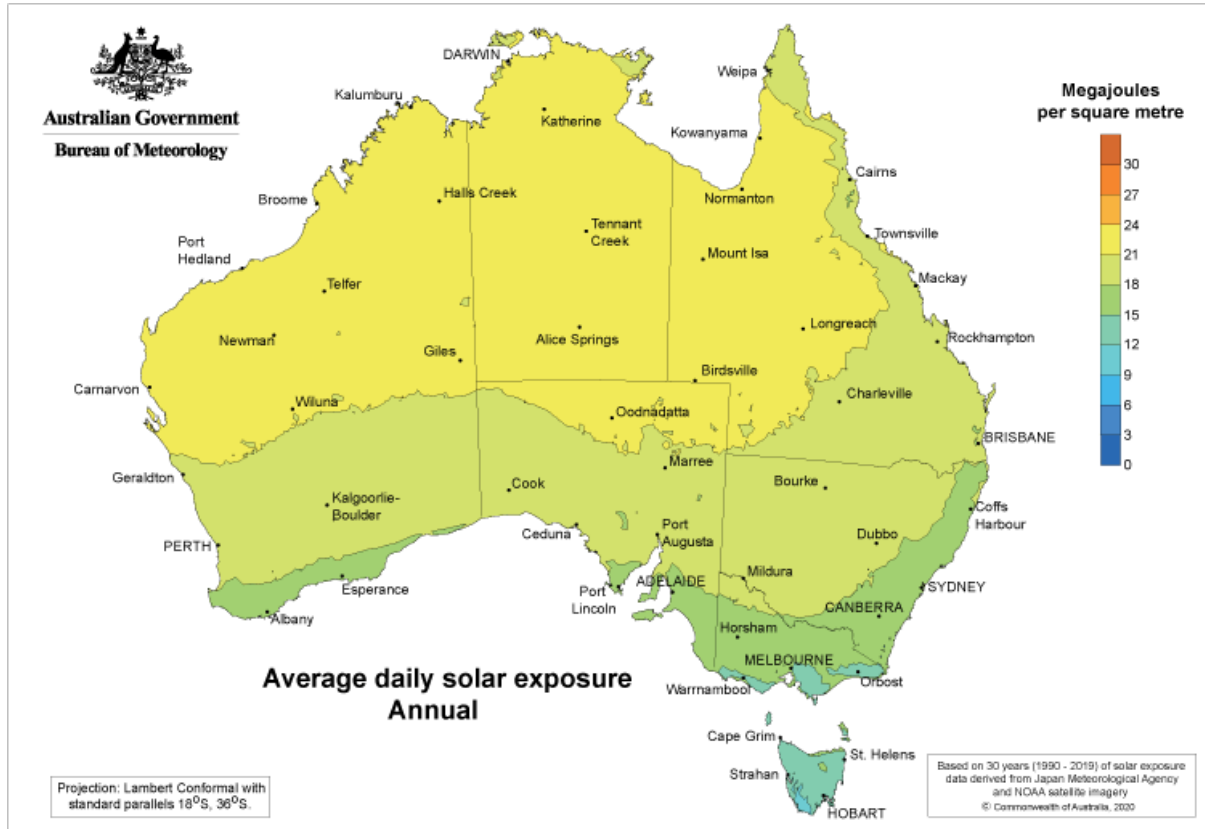 Australian Government
Bureau of Meteorology
DARWIN
Weipa
Kalumburu
Katherine
Kowanyama
Megajoules
per square metre
30
27
24
21
18
15
12
9
6
3
0
Cairns
Halls Creek
Normanton
Broome
Tennant
Creek
Townsville
Port
Hedland
Mount Isa
Telfer
Mackay
Newman
Alice Springs
Longreach
Rockhampton
Giles
Birdsville
Carnarvon
Charleville
Wiluna
Oodnadatta
BRISBANE
Geraldton
Marree
Cook
Bourke
Kalgoorlie-
Boulder
Coffs
Harbour
PERTH
Ceduna
Port
Augusta
Dubbo
Esperance
Port
Lincoln
ADELAIDE
Mildura
SYDNEY
Albany
CANBERRA
Horsham
MELBOURNE
Warrnambool
Orbost
Average daily solar exposure
Annual
Cape Grim
St. Helens
Strahan
HOBART
Projection: Lambert Conformal with
standard parallels 18°S, 36°S.
Based on 30 years (1990 - 2019) of solar exposure
data derived from Japan Meteorological Agency
and NOAA satellite imagery
© Commonwealth of Australia, 2020